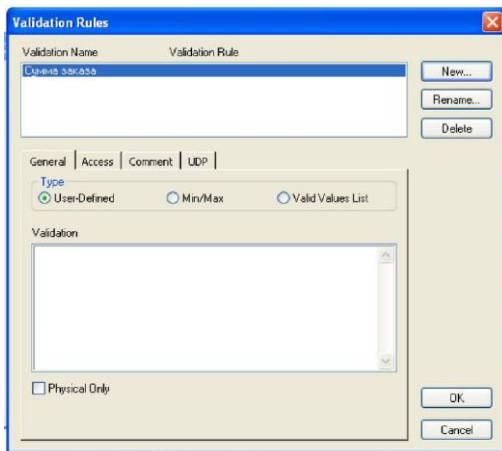 Validation Rules
Validation Name Validation Rule
Сумма заказа
New...
Rename...
Delete
General Access Comment UDP
Type
User-Defined Min/Max Valid Values List
Validation
Physical Only
OK
Cancel